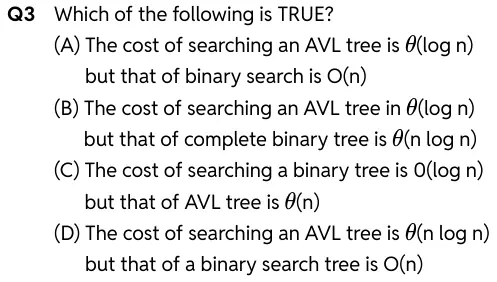 Q3 Which of the following is TRUE?
(A) The cost of searching an AVL tree is θ(log n)
but that of binary search is O(n)
(B) The cost of searching an AVL tree in θ(log n)
but that of complete binary tree is θ(n log n)
(C) The cost of searching a binary tree is 0(log n)
but that of AVL tree is θ(n)
(D) The cost of searching an AVL tree is θ(n log n)
but that of a binary search tree is O(n)